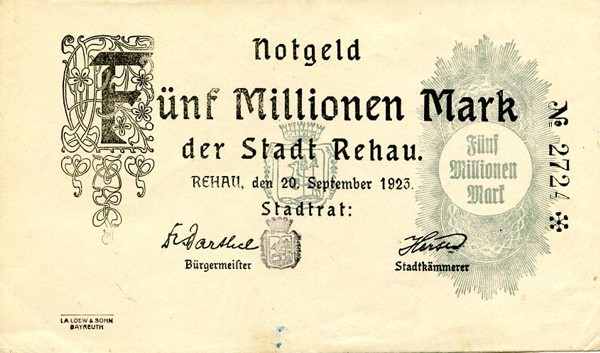 Notgeld
Fünf Millionen Mark
der Stadt Rehau.
REHAU, den 20. September 1923.
Stadtrat:
Bürgermeister
Stadtkämmerer
Fünf
Millionen
Mark
№ 2724
I.A. LOEW & SOHN
BAYREUTH